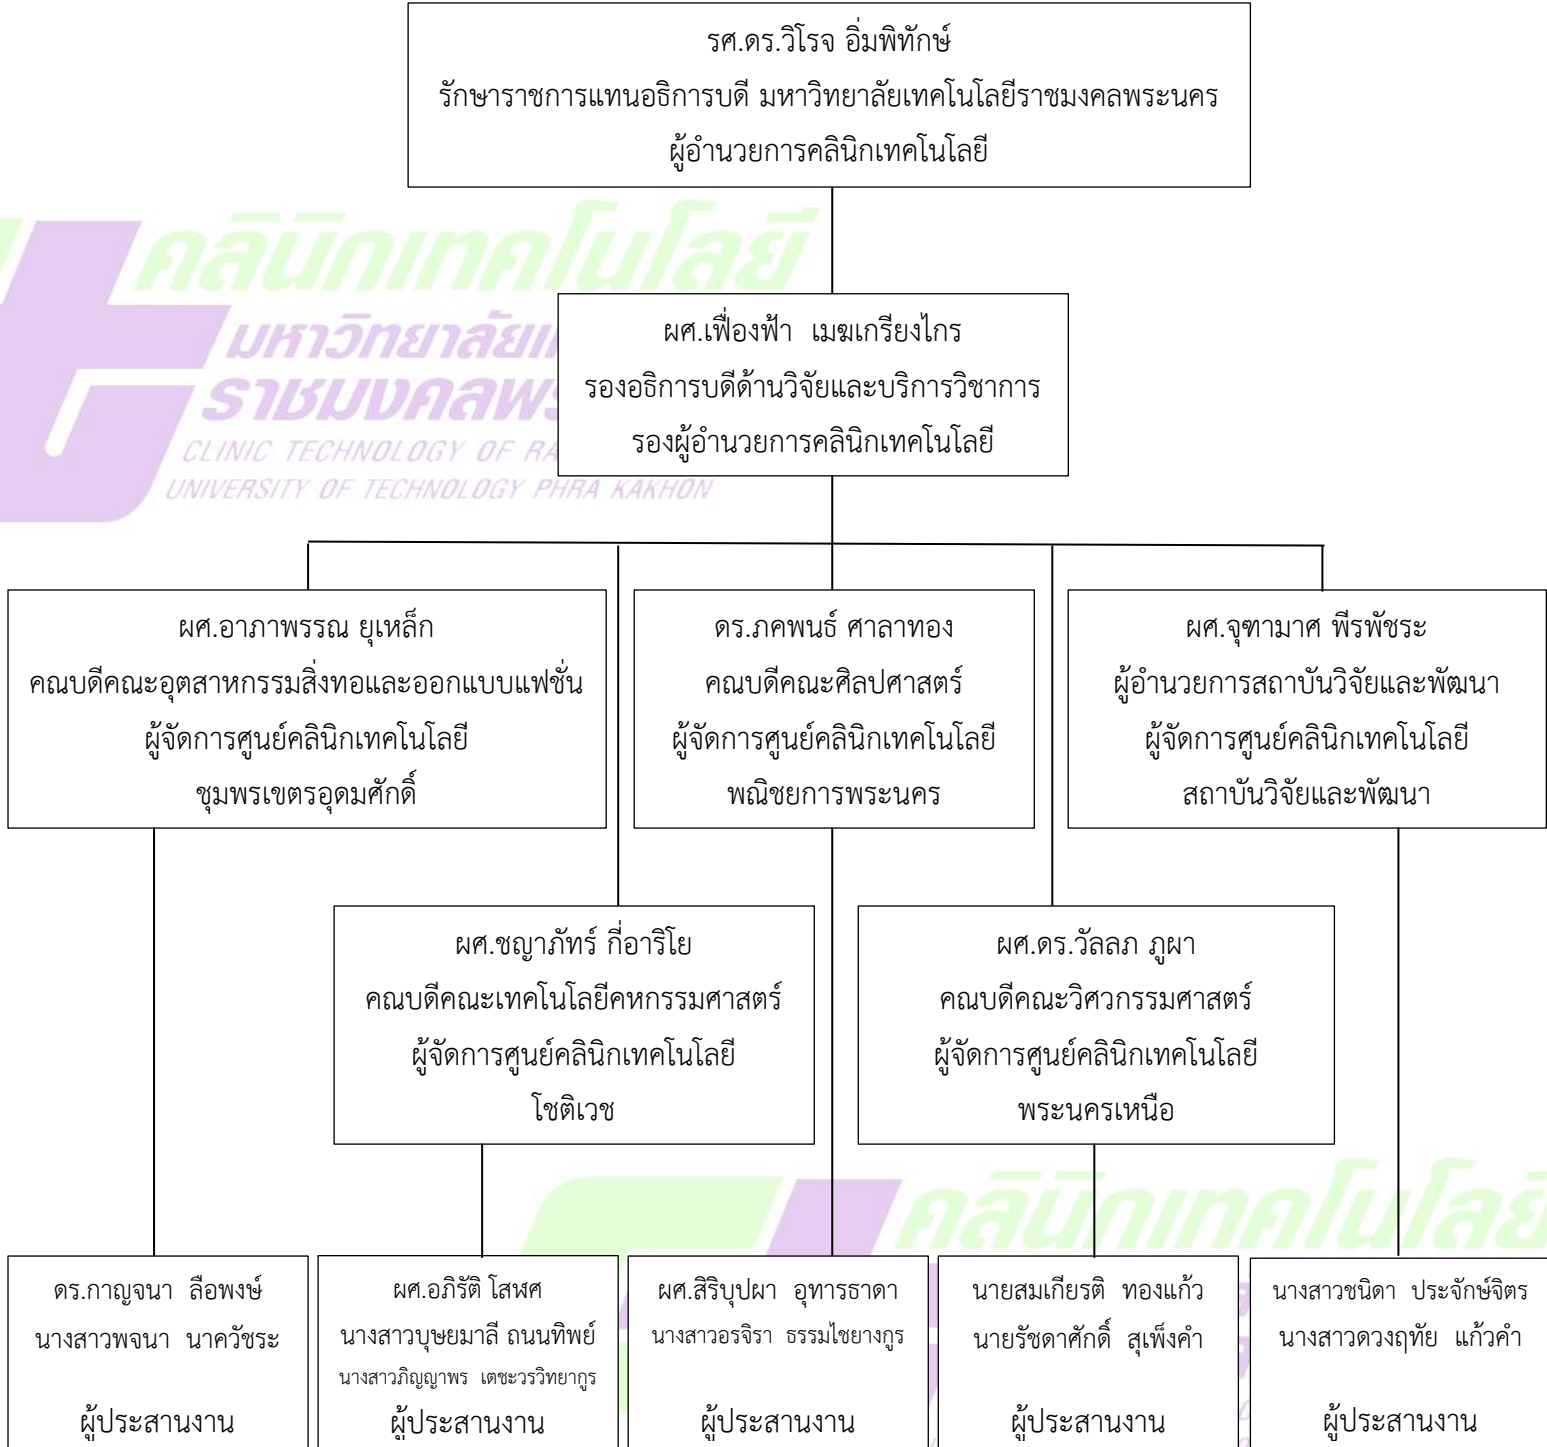 รศ.ดร.วิโรจ อิ่มพิทักษ์
รักษาราชการแทนอธิการบดี มหาวิทยาลัยเทคโนโลยีราชมงคลพระนคร
ผู้อำนวยการคลินิกเทคโนโลยี
คลินิกเทคโนโลยี
มหาวิทยาลัยเ
ราชมงคลพร
CLINIC TECHNOLOGY OF RA
UNIVERSITY OF TECHNOLOGY PHRA KAKHON
ผศ.เฟื่องฟ้า เมฆเกรียงไกร
รองอธิการบดีด้านวิจัยและบริการวิชาการ
รองผู้อำนวยการคลินิกเทคโนโลยี
ผศ.อาภาพรรณ ยุเหล็ก
คณบดีคณะอุตสาหกรรมสิ่งทอและออกแบบแฟชั่น
ผู้จัดการศูนย์คลินิกเทคโนโลยี
ชุมพรเขตรอุดมศักดิ์
ดร.ภคพนธ์ ศาลาทอง
คณบดีคณะศิลปศาสตร์
ผู้จัดการศูนย์คลินิกเทคโนโลยี
พณิชยการพระนคร
ผศ.จุฑามาศ พีรพัชระ
ผู้อำนวยการสถาบันวิจัยและพัฒนา
ผู้จัดการศูนย์คลินิกเทคโนโลยี
สถาบันวิจัยและพัฒนา
ผศ.ชญาภัทร์ กี่อาริโย
คณบดีคณะเทคโนโลยีคหกรรมศาสตร์
ผู้จัดการศูนย์คลินิกเทคโนโลยี
โชติเวช
ผศ.ดร.วัลลภ ภูผา
คณบดีคณะวิศวกรรมศาสตร์
ผู้จัดการศูนย์คลินิกเทคโนโลยี
พระนครเหนือ
คลินิกเทคโนโลยี
ดร.กาญจนา ลือพงษ์
นางสาวพจนา นาควัชระ
ผู้ประสานงาน
ผศ.อภิรัติ โสฬศ
นางสาวบุษยมาลี ถนนทิพย์
นางสาวภิญญาพร เตชะวรวิทยากูร
ผู้ประสานงาน
ผศ.สิริบุปผา อุทารธาดา
นางสาวอรจิรา ธรรมไชยางกูร
ผู้ประสานงาน
นายสมเกียรติ ทองแก้ว
นายรัชดาศักดิ์ สุเพ็งคำ
ผู้ประสานงาน
นางสาวชนิดา ประจักษ์จิตร
นางสาวดวงฤทัย แก้วคำ
ผู้ประสานงาน